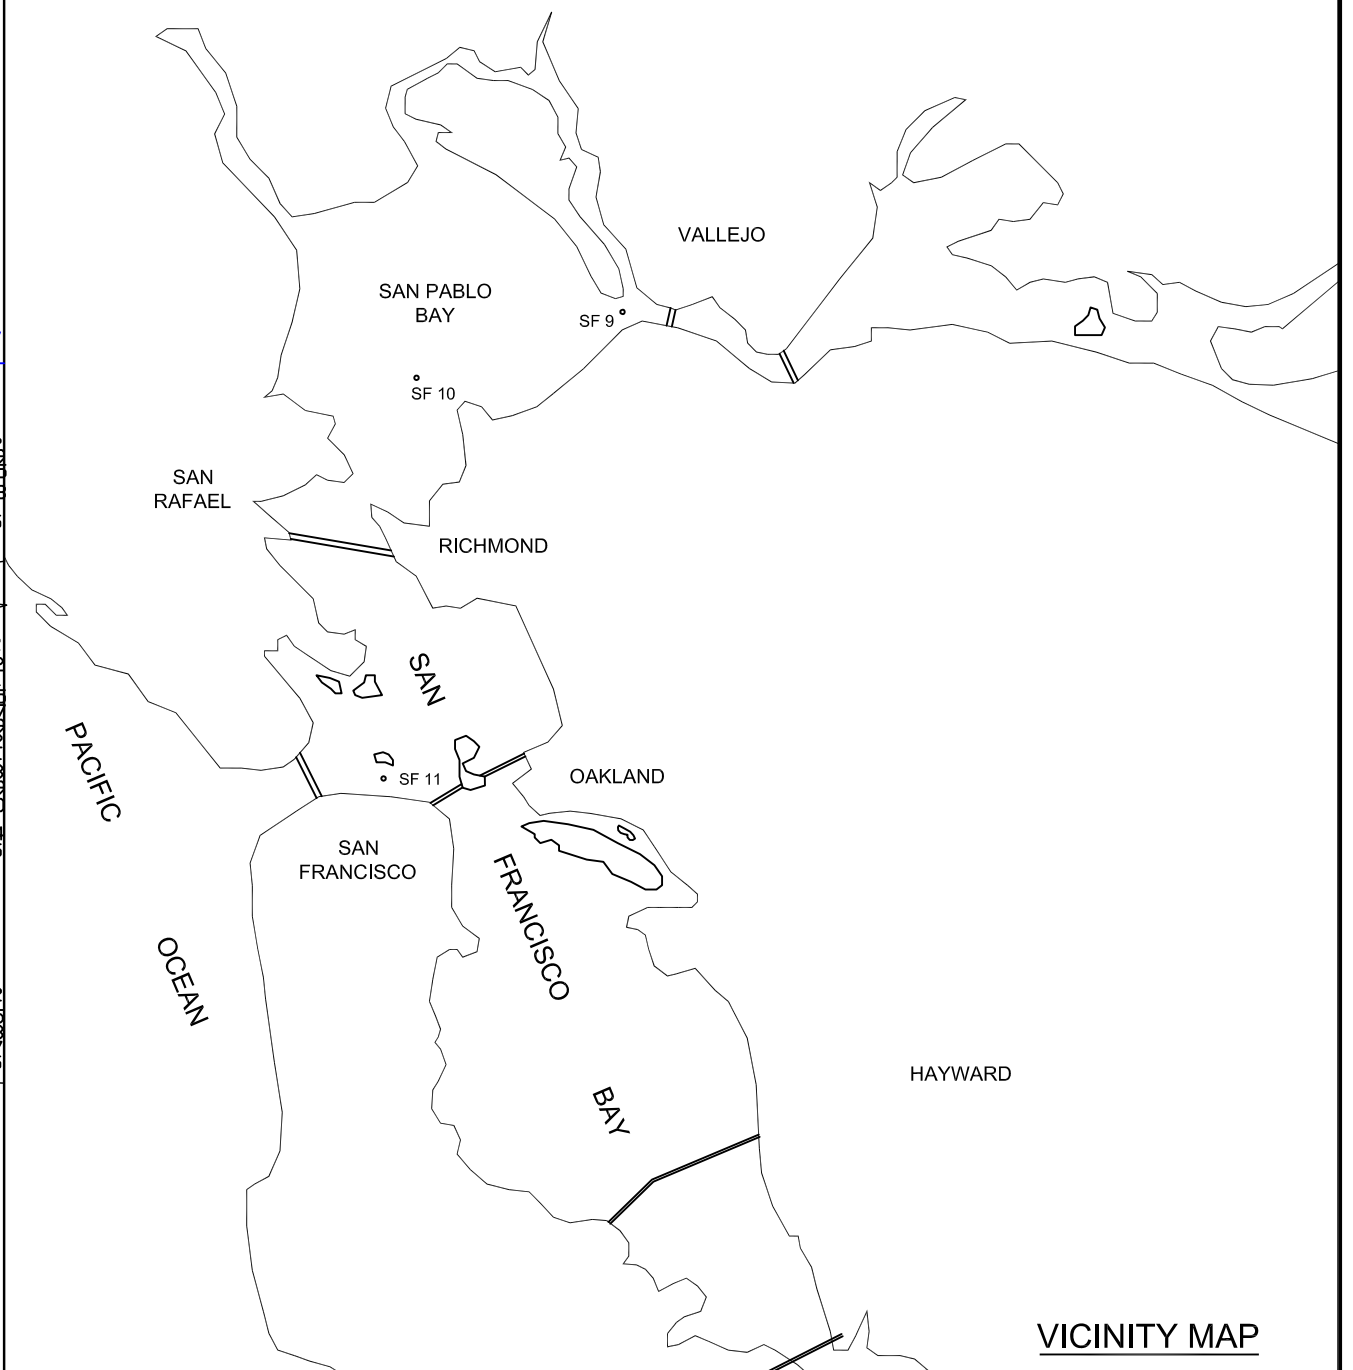 VALLEJO
SAN PABLO
BAY
SF 9
SF 10
SAN
RAFAEL
RICHMOND
SAN
PACIFIC
SF 11
OAKLAND
SAN
FRANCISCO
FRANCISCO
OCEAN
HAYWARD
BAY
VICINITY MAP